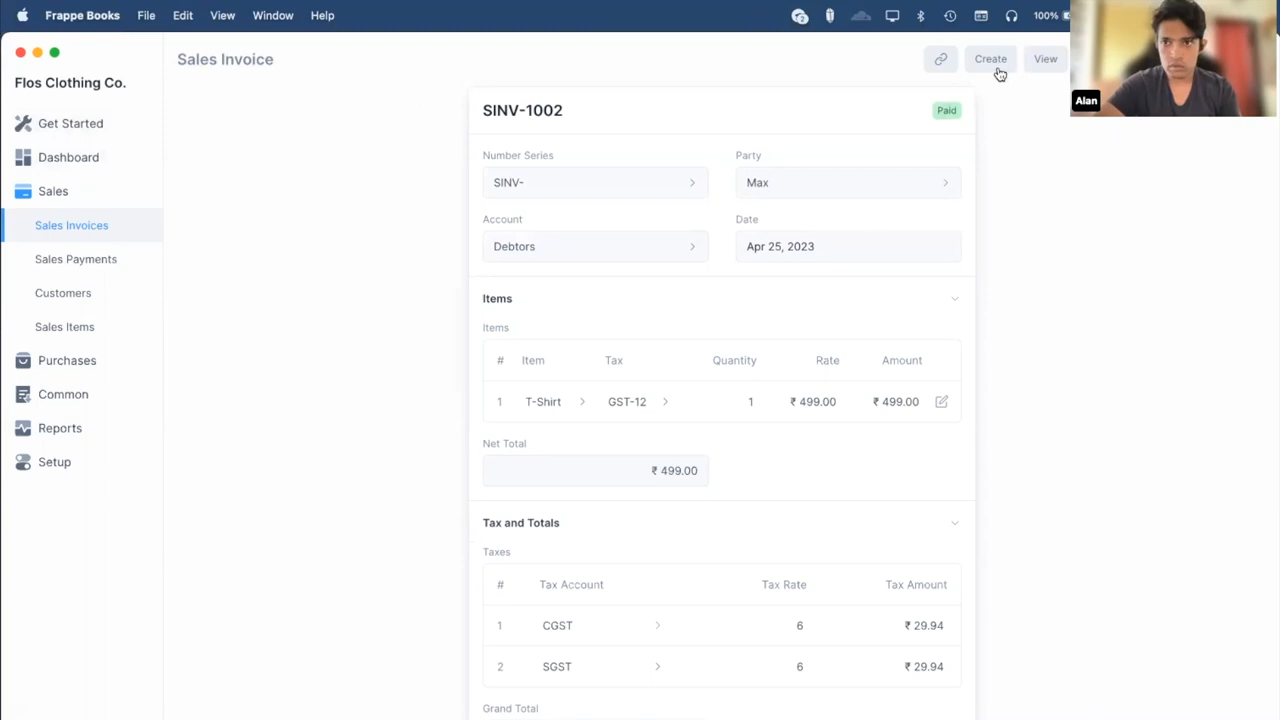 Frappe Books File Edit View Window Help 2 100%
Flos Clothing Co.
Sales Invoice
Create
View
Alan
Get Started
Dashboard
Sales
Sales Invoices
Sales Payments
Customers
Sales Items
Purchases
Common
Reports
Setup
SINV-1002 Paid
Number Series Party
SINV- Max
Account Date
Debtors Apr 25, 2023
Items
Items
# Item Tax Quantity Rate Amount
1 T-Shirt GST-12 1 ₹ 499.00 ₹ 499.00
Net Total
₹ 499.00
Tax and Totals
Taxes
# Tax Account Tax Rate Tax Amount
1 CGST 6 ₹ 29.94
2 SGST 6 ₹ 29.94
Grand Total